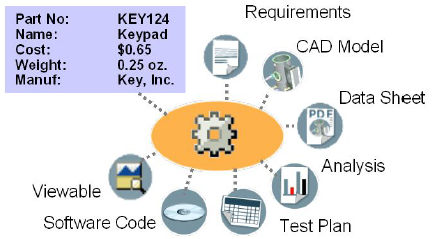 Part No: KEY124
Name: Keypad
Cost: $0.65
Weight: 0.25 oz.
Manuf: Key, Inc.
Requirements
CAD Model
Data Sheet
PDF
Analysis
Viewable
Software Code
Test Plan